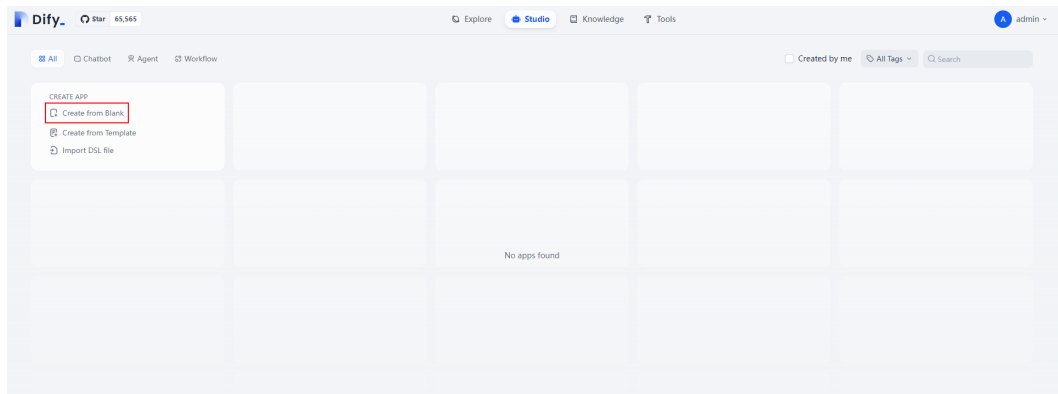 Dify_ Star 65,565 Explore Studio Knowledge Tools A admin
All Chatbot Agent Workflow Created by me All Tags Search
CREATE APP
Create from Blank
Create from Template
Import DSL file
No apps found